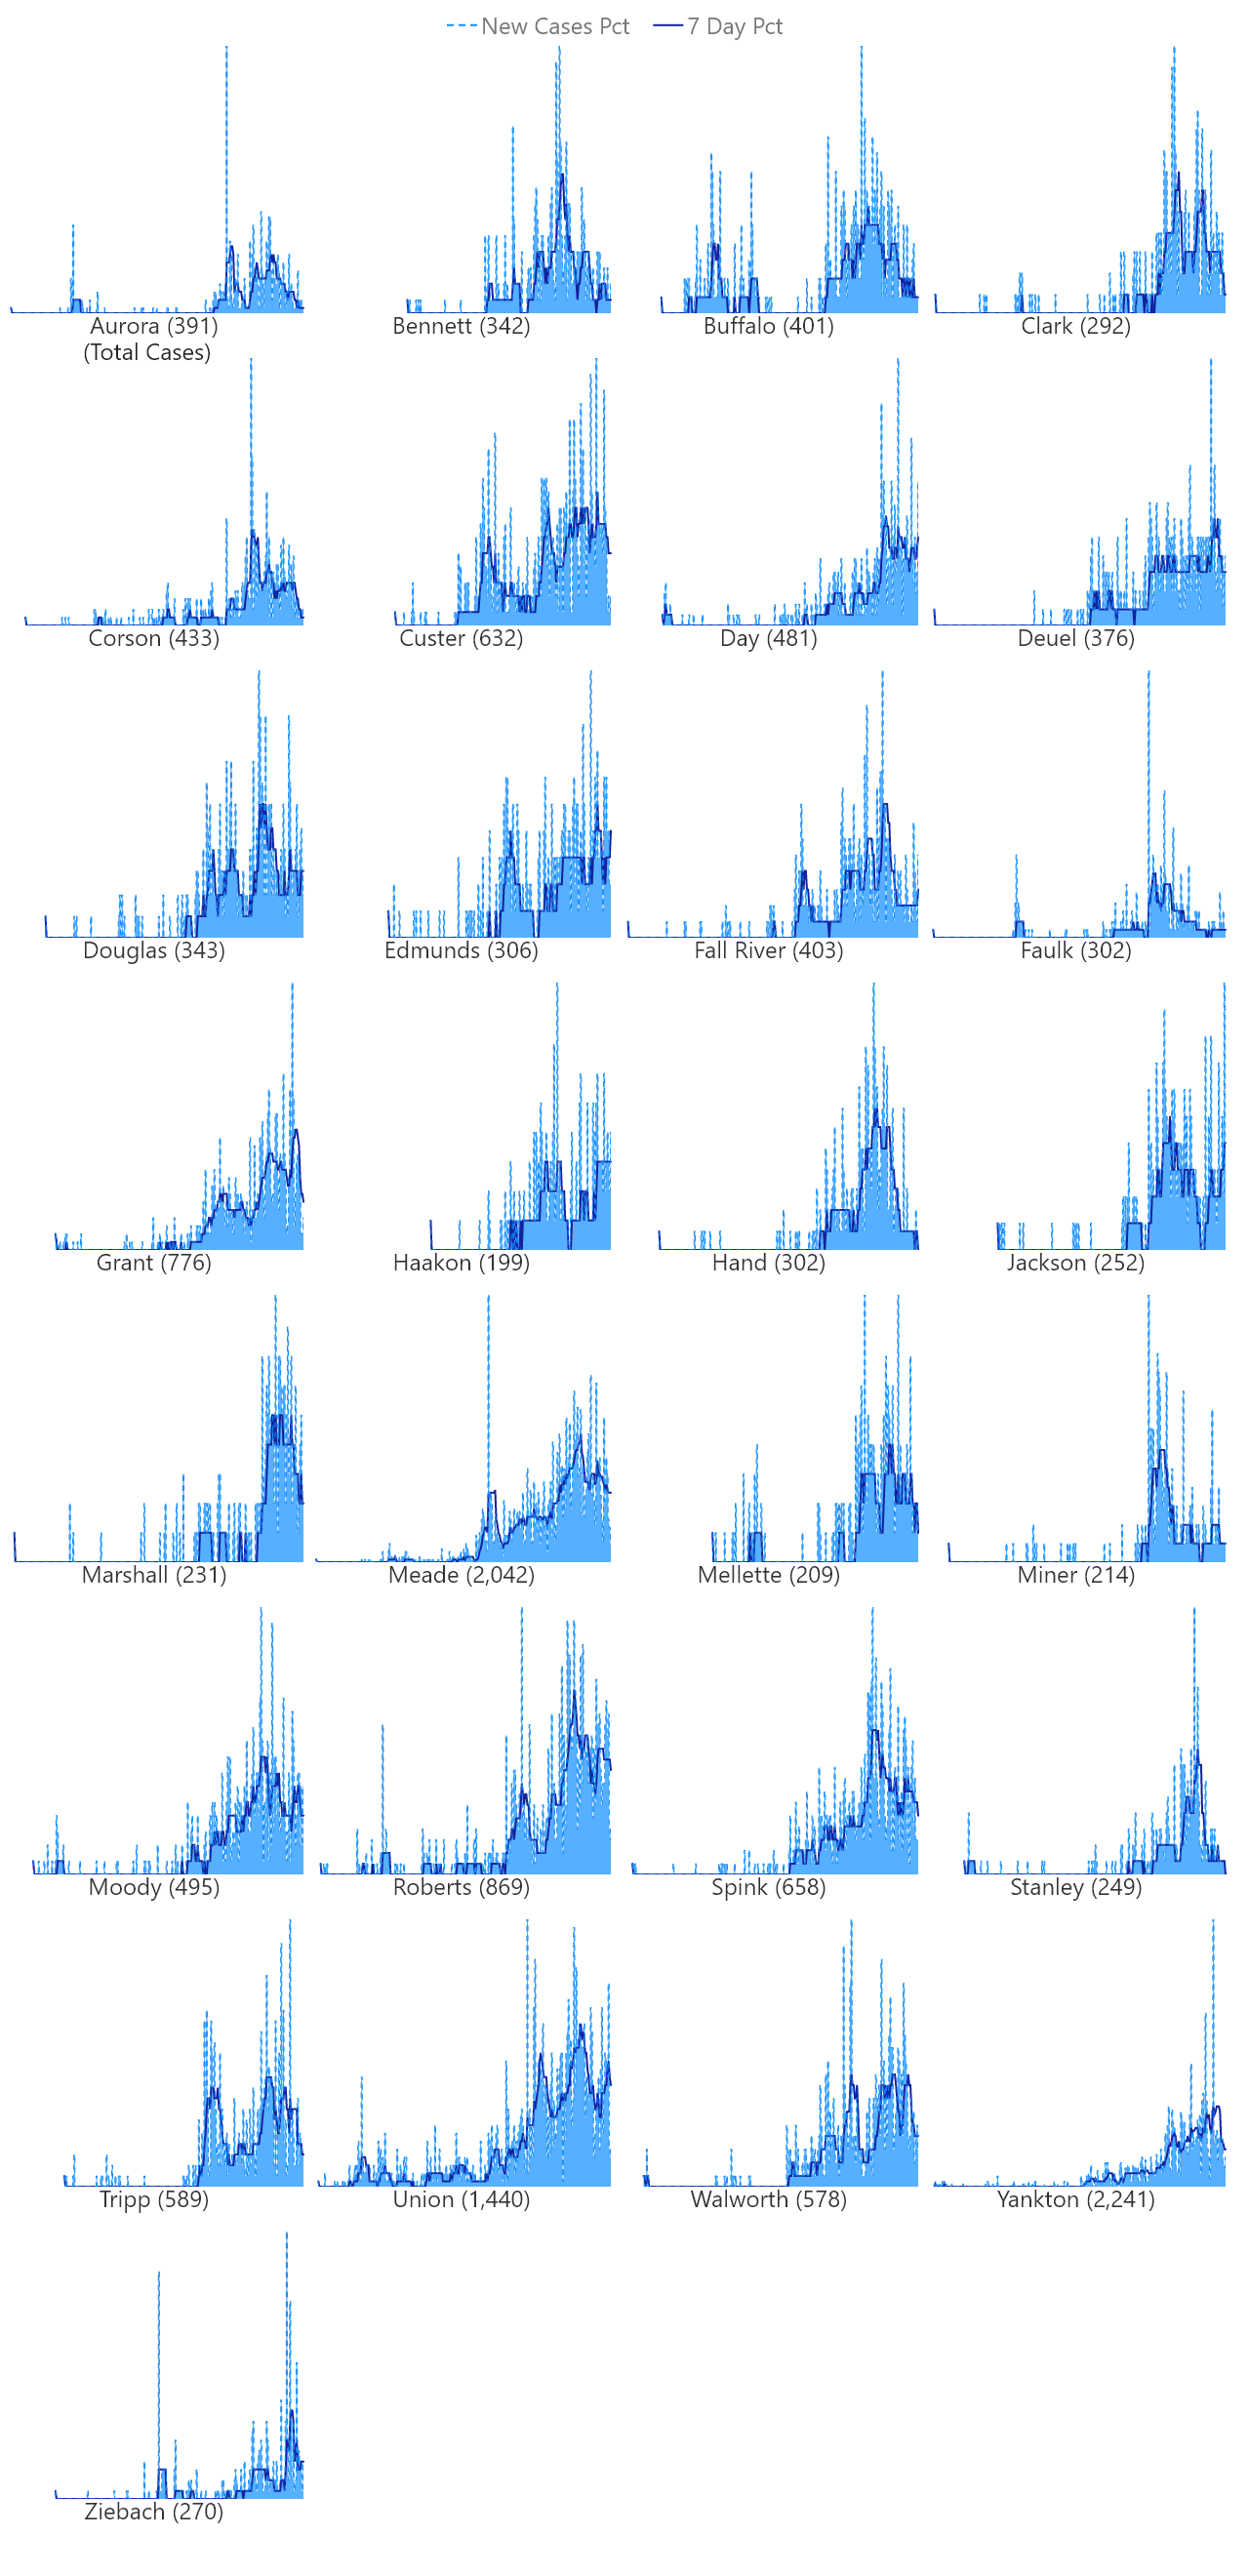 New Cases Pct 7 Day Pct
Aurora (391) Bennett (342) Buffalo (401) Clark (292)
(Total Cases)
Corson (433) Custer (632) Day (481) Deuel (376)
Douglas (343) Edmunds (306) Fall River (403) Faulk (302)
Grant (776) Haakon (199) Hand (302) Jackson (252)
Marshall (231) Meade (2,042) Mellette (209) Miner (214)
Moody (495) Roberts (869) Spink (658) Stanley (249)
Tripp (589) Union (1,440) Walworth (578) Yankton (2,241)
Ziebach (270)